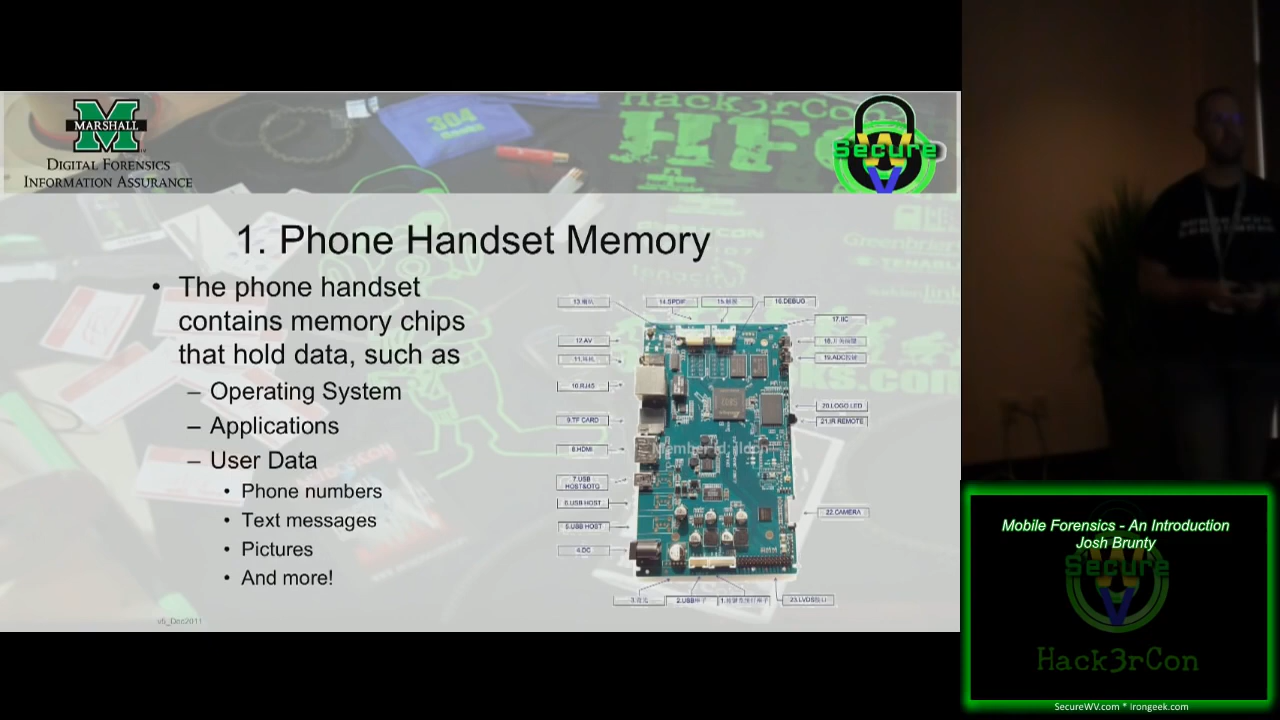 MARSHALL
DIGITAL FORENSICS
INFORMATION ASSURANCE
304
Hack3rCon
Secure
W
V
1. Phone Handset Memory
• The phone handset
contains memory chips
that hold data, such as
– Operating System
– Applications
– User Data
• Phone numbers
• Text messages
• Pictures
• And more!
14.SPDIF
16.DEBUG
17.IIC
12.AV
10.RJ45
9.TF CARD
8.HDMI
7.USB
HOST&OTG
6.USB HOST
5.USB HOST
4.DC
20.LOGO LED
21.IR REMOTE
22.CAMERA
v5_Dec2011
Mobile Forensics - An Introduction
Josh Brunty
Secure
W
V
Hack3rCon
SecureWV.com * irongeek.com